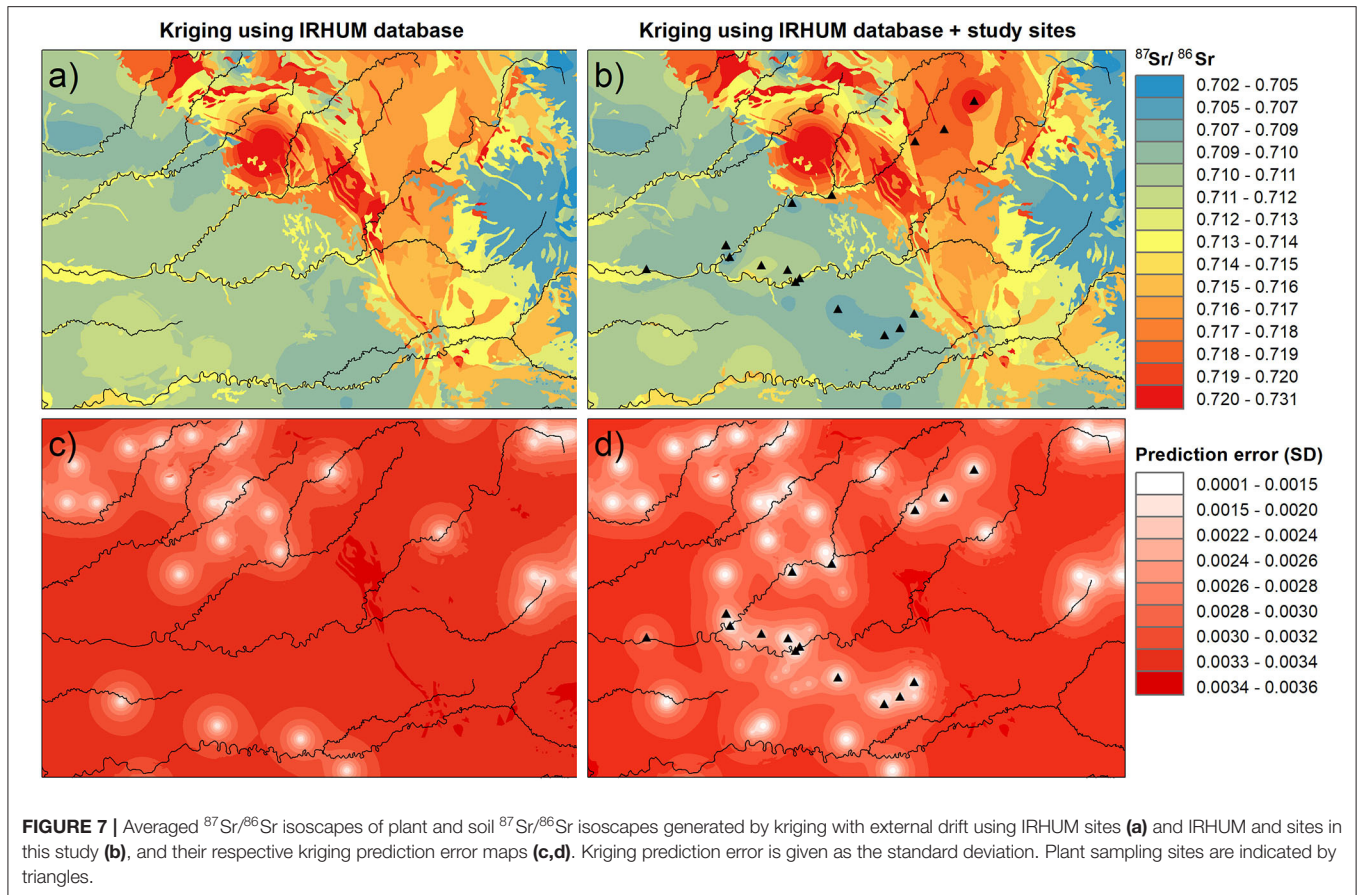 Kriging using IRHUM database
Kriging using IRHUM database + study sites
a)
b)
⁸⁷Sr/ ⁸⁶Sr
0.702 - 0.705
0.705 - 0.707
0.707 - 0.709
0.709 - 0.710
0.710 - 0.711
0.711 - 0.712
0.712 - 0.713
0.713 - 0.714
0.714 - 0.715
0.715 - 0.716
0.716 - 0.717
0.717 - 0.718
0.718 - 0.719
0.719 - 0.720
0.720 - 0.731
c)
d)
Prediction error (SD)
0.0001 - 0.0015
0.0015 - 0.0020
0.0022 - 0.0024
0.0024 - 0.0026
0.0026 - 0.0028
0.0028 - 0.0030
0.0030 - 0.0032
0.0033 - 0.0034
0.0034 - 0.0036
FIGURE 7 | Averaged ⁸⁷Sr/⁸⁶Sr isoscapes of plant and soil ⁸⁷Sr/⁸⁶Sr isoscapes generated by kriging with external drift using IRHUM sites (a) and IRHUM and sites in
this study (b), and their respective kriging prediction error maps (c,d). Kriging prediction error is given as the standard deviation. Plant sampling sites are indicated by
triangles.